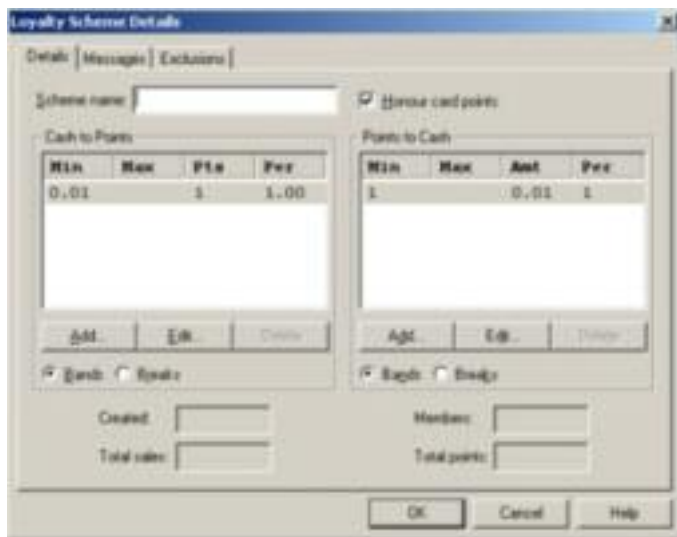 Loyalty Scheme Details
Details Messages Exclusions
Scheme name: Honour card points
Cash to Points
Min Max Pts Per
0.01 1 1.00
Add... Edit... Delete
Bands Breaks
Points to Cash
Min Max Amt Per
1 0.01 1
Add... Edit... Delete
Bands Breaks
Created: Members:
Total sales: Total points:
OK Cancel Help